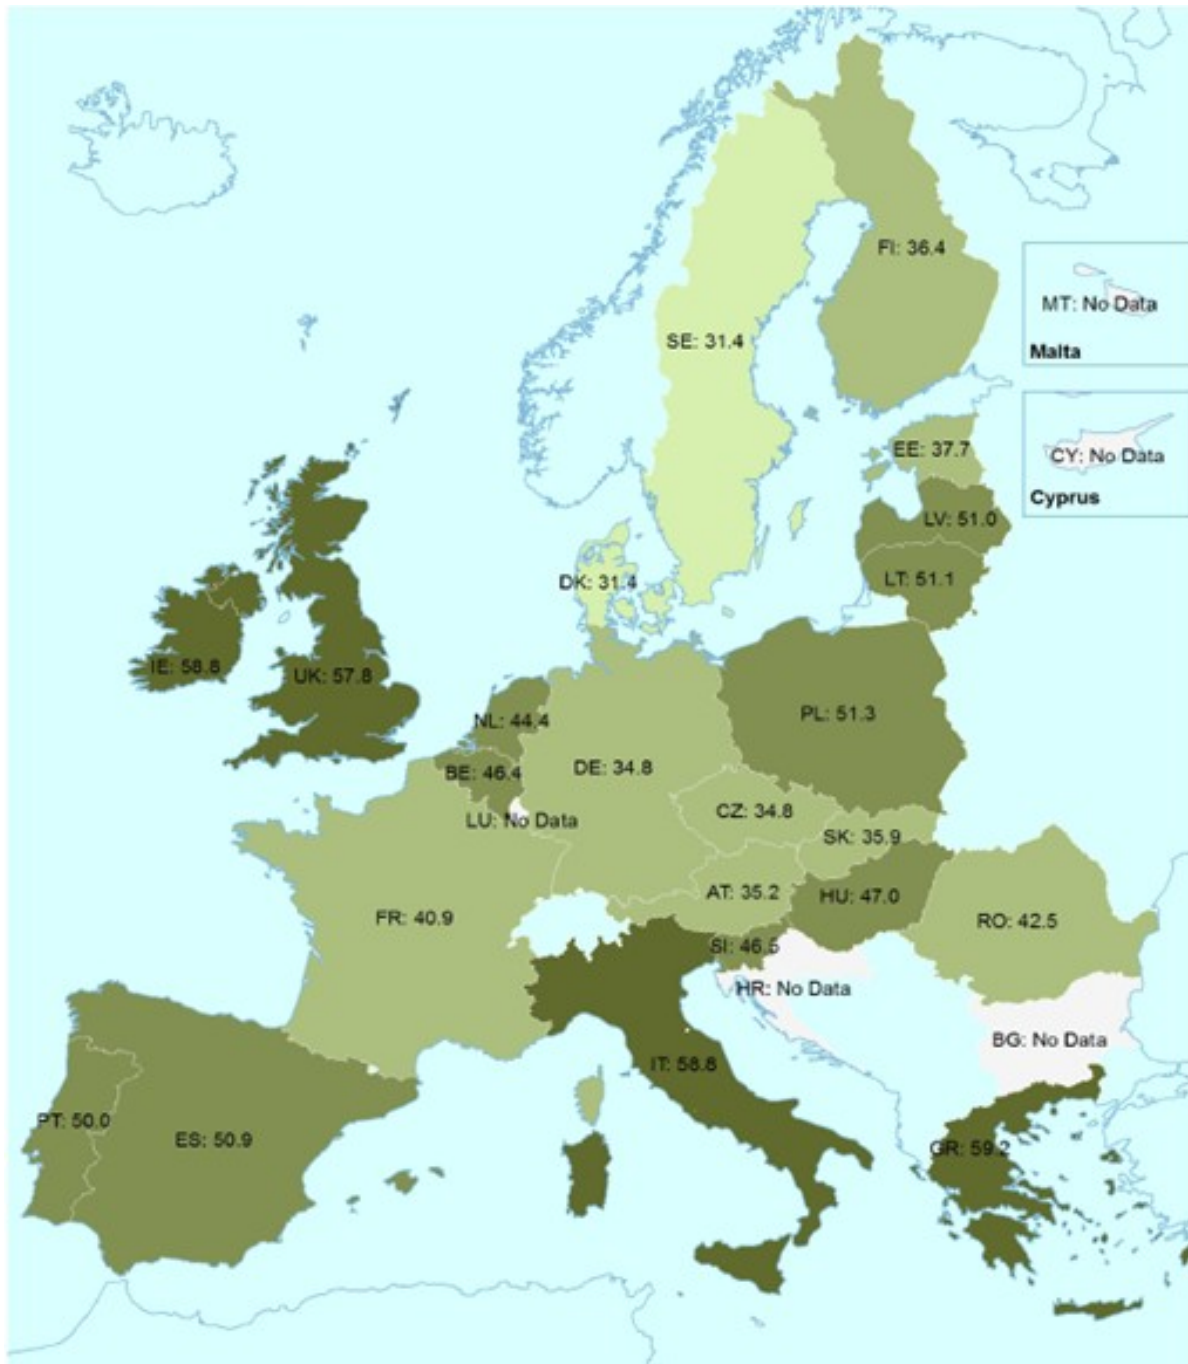 FI: 36.4
MT: No Data
Malta
SE: 31.4
EE: 37.7
CY: No Data
Cyprus
LV: 51.0
DK: 31.4
LT: 51.1
IE: 58.8
UK: 57.8
NL: 44.4
PL: 51.3
BE: 46.4
DE: 34.8
LU: No Data
CZ: 34.8
SK: 35.9
AT: 35.2
HU: 47.0
FR: 40.9
RO: 42.5
SI: 46.5
HR: No Data
BG: No Data
IT: 58.8
PT: 50.0
ES: 50.9
GR: 59.2